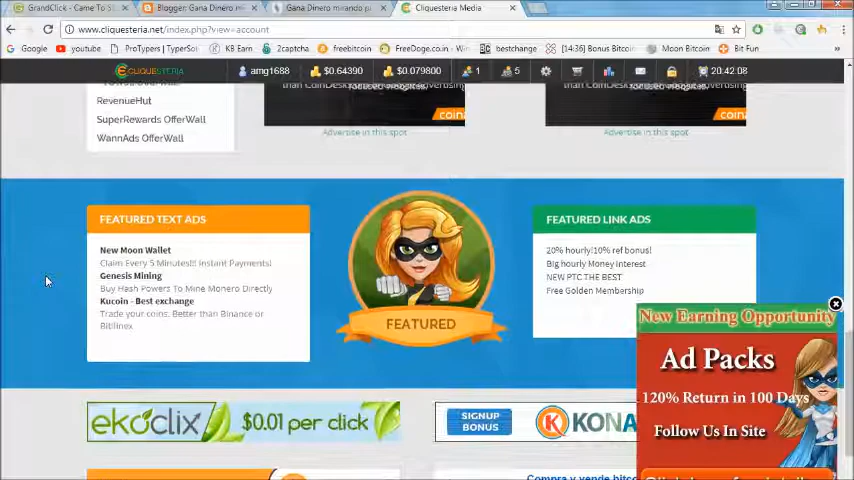 GrandClick - Came To S
Blogger: Gana Dinero mi
Gana Dinero mirando p
Cliquesteria Media
www.cliquesteria.net/index.php?view=account
Google
youtube
ProTypers | TyperSol
KB Earn
2captcha
freebitcoin
FreeDoge.co.in
bestchange
[14:36] Bonus Bitcoin
Moon Bitcoin
Bit Fun
CLIQUESTERIA
amg1688
$0.64390
$0.079800
1
5
20.42.08
RevenueHut
SuperRewards OfferWall
WannAds OfferWall
Advertise in this spot
Advertise in this spot
FEATURED TEXT ADS
New Moon Wallet
Claim Every 5 Minutes!!! Instant Payments!
Genesis Mining
Buy Hash Powers To Mine Monero Directly
Kucoin - Best exchange
Trade your coins. Better than Binance or
Bitfinex
FEATURED
FEATURED LINK ADS
20% hourly!10% ref bonus!
Big hourly Money Interest
NEW PTC THE BEST
Free Golden Membership
New Earning Opportunity
Ad Packs
120% Return in 100 Days
Follow Us In Site
ekoclix
$0.01 per click
SIGNUP
BONUS
KONA
Compra y vende bitco